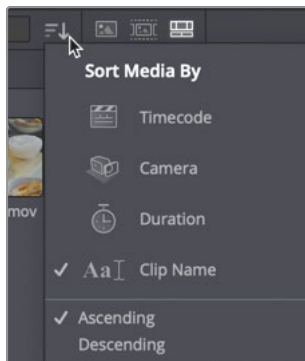 Sort Media By
Timecode
Camera
Duration
Aa Clip Name
mov
Ascending
Descending